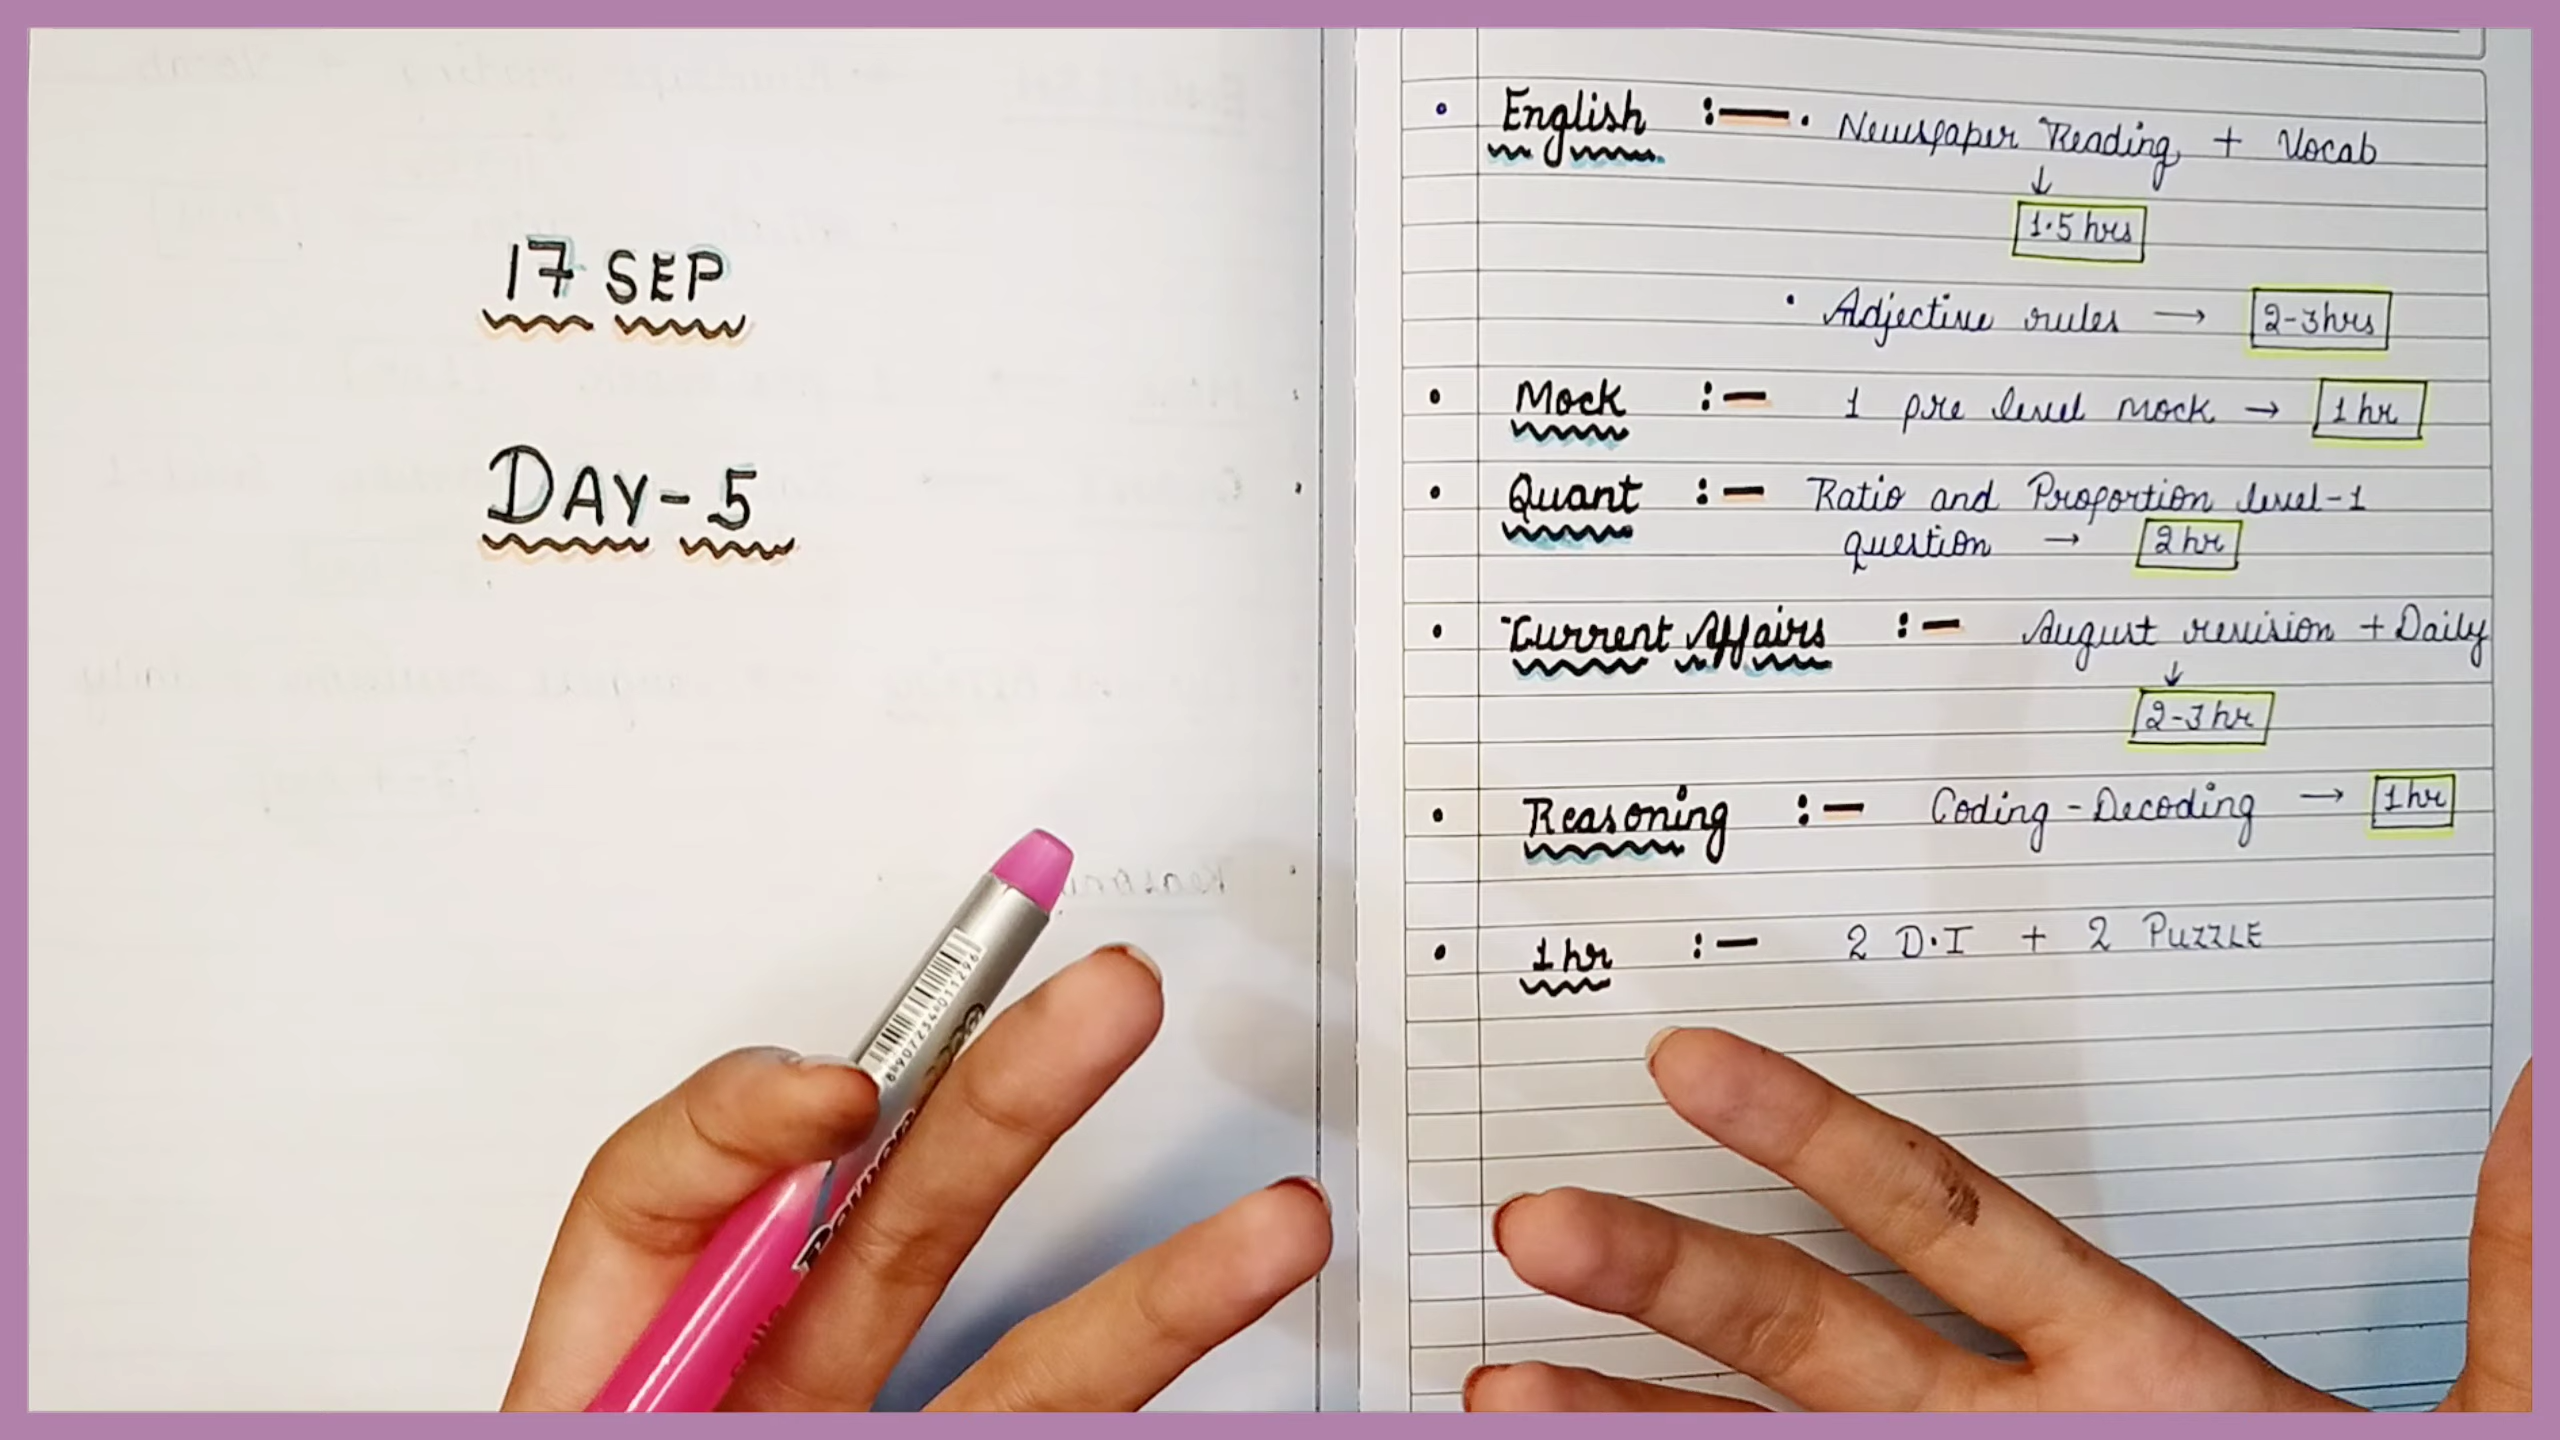 17 SEP
DAY-5
• English :— • Newspaper Reading + Vocab
↓
1.5 hrs
• Adjective rules → 2-3hrs
• Mock :— 1 pre level mock → 1 hr
• Quant :— Ratio and Proportion level-1
question → 2 hr
• Current Affairs :— August revision + Daily
↓
2-3 hr
• Reasoning :— Coding-Decoding → 1hr
• 1 hr :— 2 D.I + 2 PUZZLE